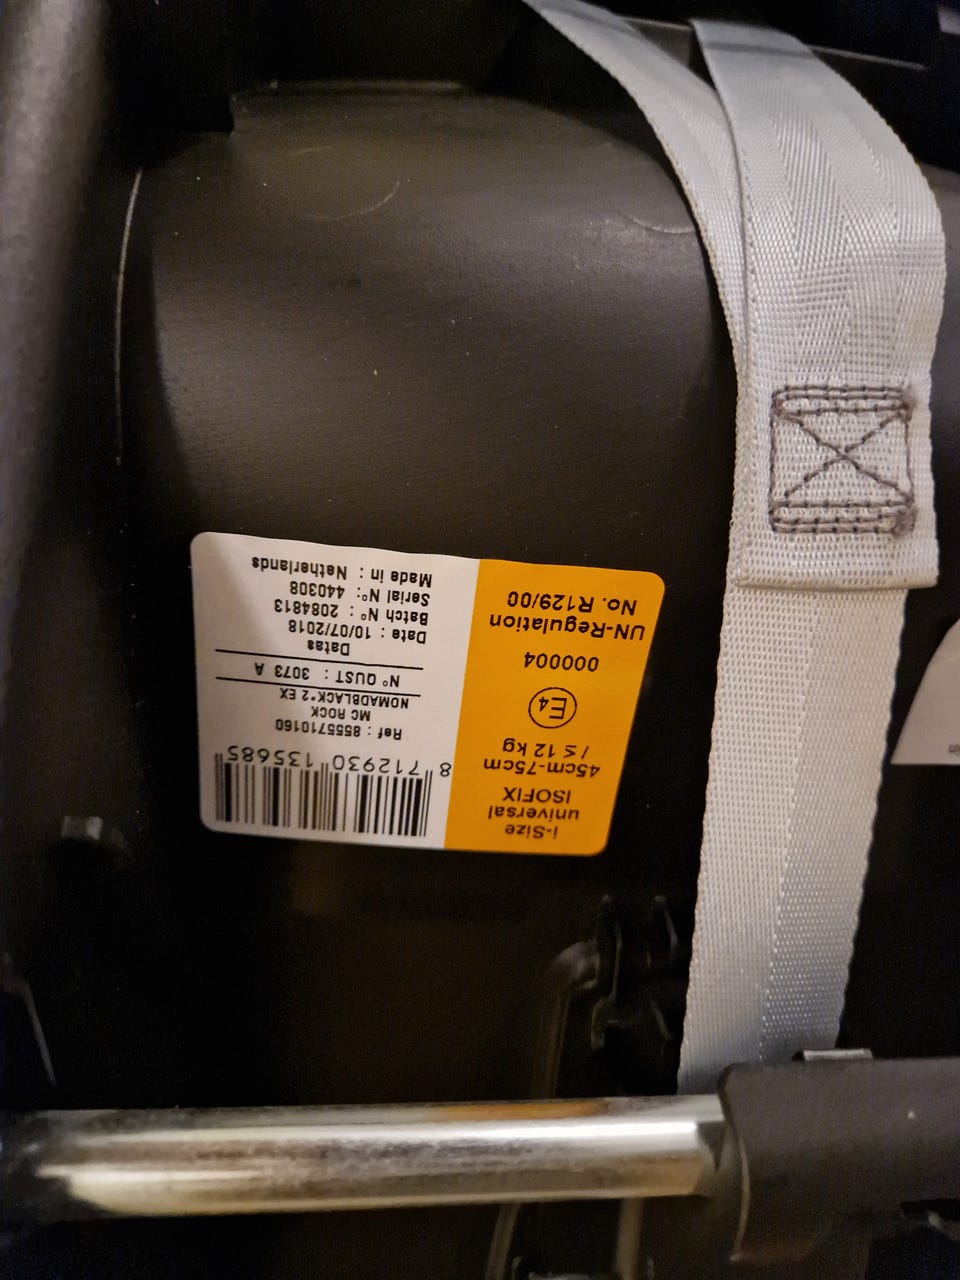 i-Size
universal
ISOFIX
45cm-75cm
/ ≤ 12 kg
E4
000004
UN-Regulation
No. R129/00
8 712930 135685
Ref : 8555710160
MC ROCK
NOMADBLACK*2 EX
N° QUST : 3073 A
Datas
Date : 10/07/2018
Batch N° : 2084813
Serial N°: 440308
Made in : Netherlands